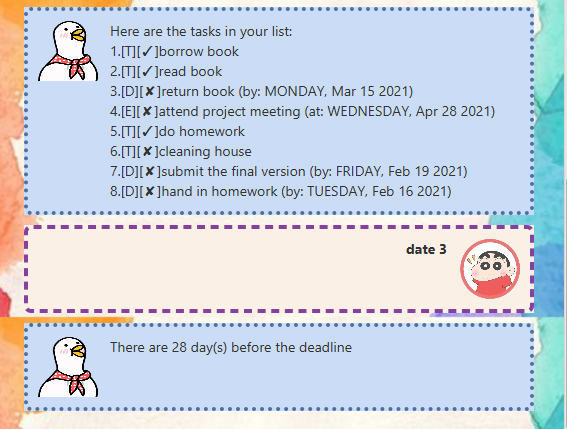 Here are the tasks in your list:
1.[T][✓]borrow book
2.[T][✓]read book
3.[D][✘]return book (by: MONDAY, Mar 15 2021)
4.[E][✘]attend project meeting (at: WEDNESDAY, Apr 28 2021)
5.[T][✓]do homework
6.[T][✘]cleaning house
7.[D][✘]submit the final version (by: FRIDAY, Feb 19 2021)
8.[D][✘]hand in homework (by: TUESDAY, Feb 16 2021)
date 3
There are 28 day(s) before the deadline